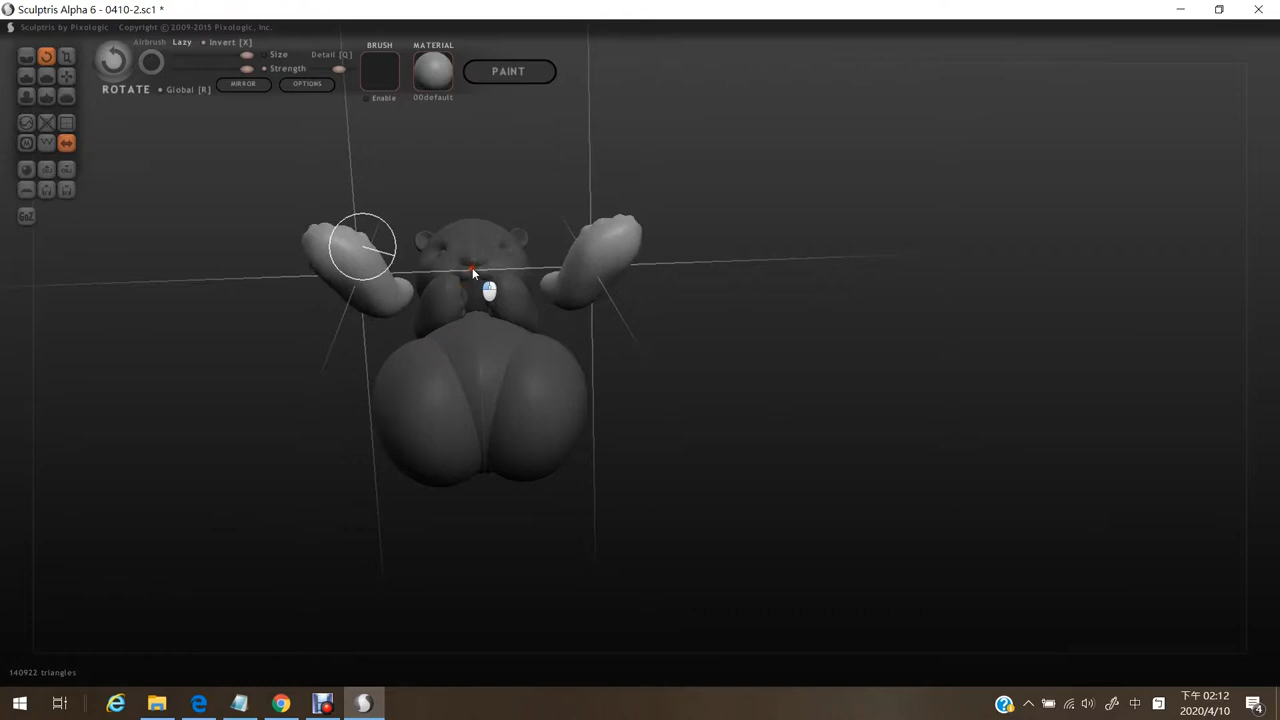 Sculptris Alpha 6 - 0410-2.sc1 *
Sculptris by Pixologic Copyright ©2009-2015 Pixologic, Inc.
Airbrush Lazy Invert [X]
BRUSH MATERIAL
Size Detail [Q]
Strength
PAINT
ROTATE Global [R] MIRROR OPTIONS
Enable 00default
GoZ
140922 triangles
中
下午 02:12
2020/4/10
4